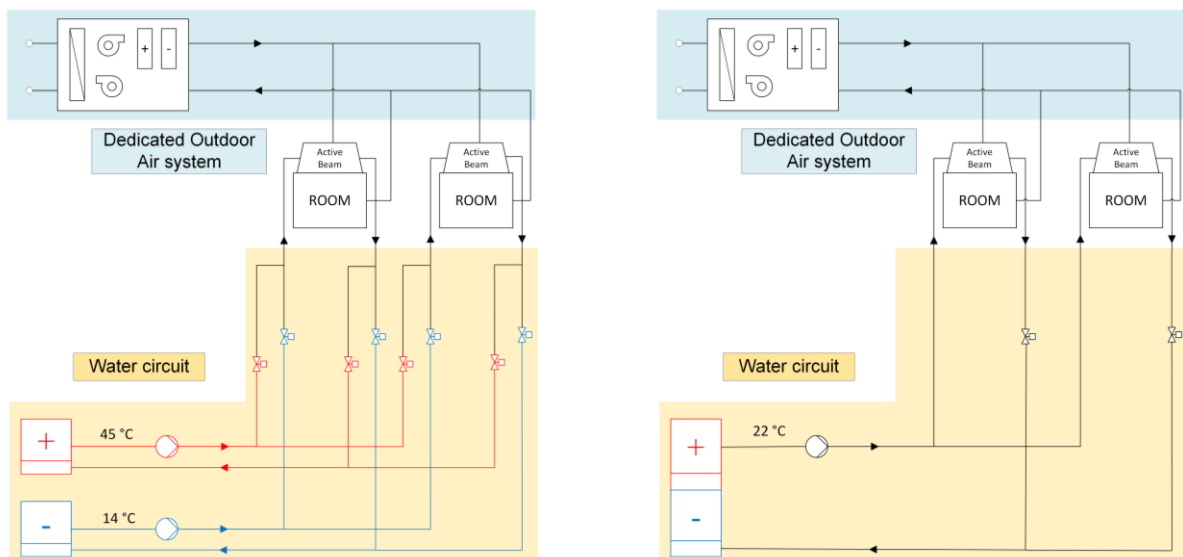 + -
Dedicated Outdoor
Air system
Active
Beam
ROOM
Active
Beam
ROOM
Water circuit
+
45 °C
-
14 °C
+ -
Dedicated Outdoor
Air system
Active
Beam
ROOM
Active
Beam
ROOM
Water circuit
+
22 °C
-